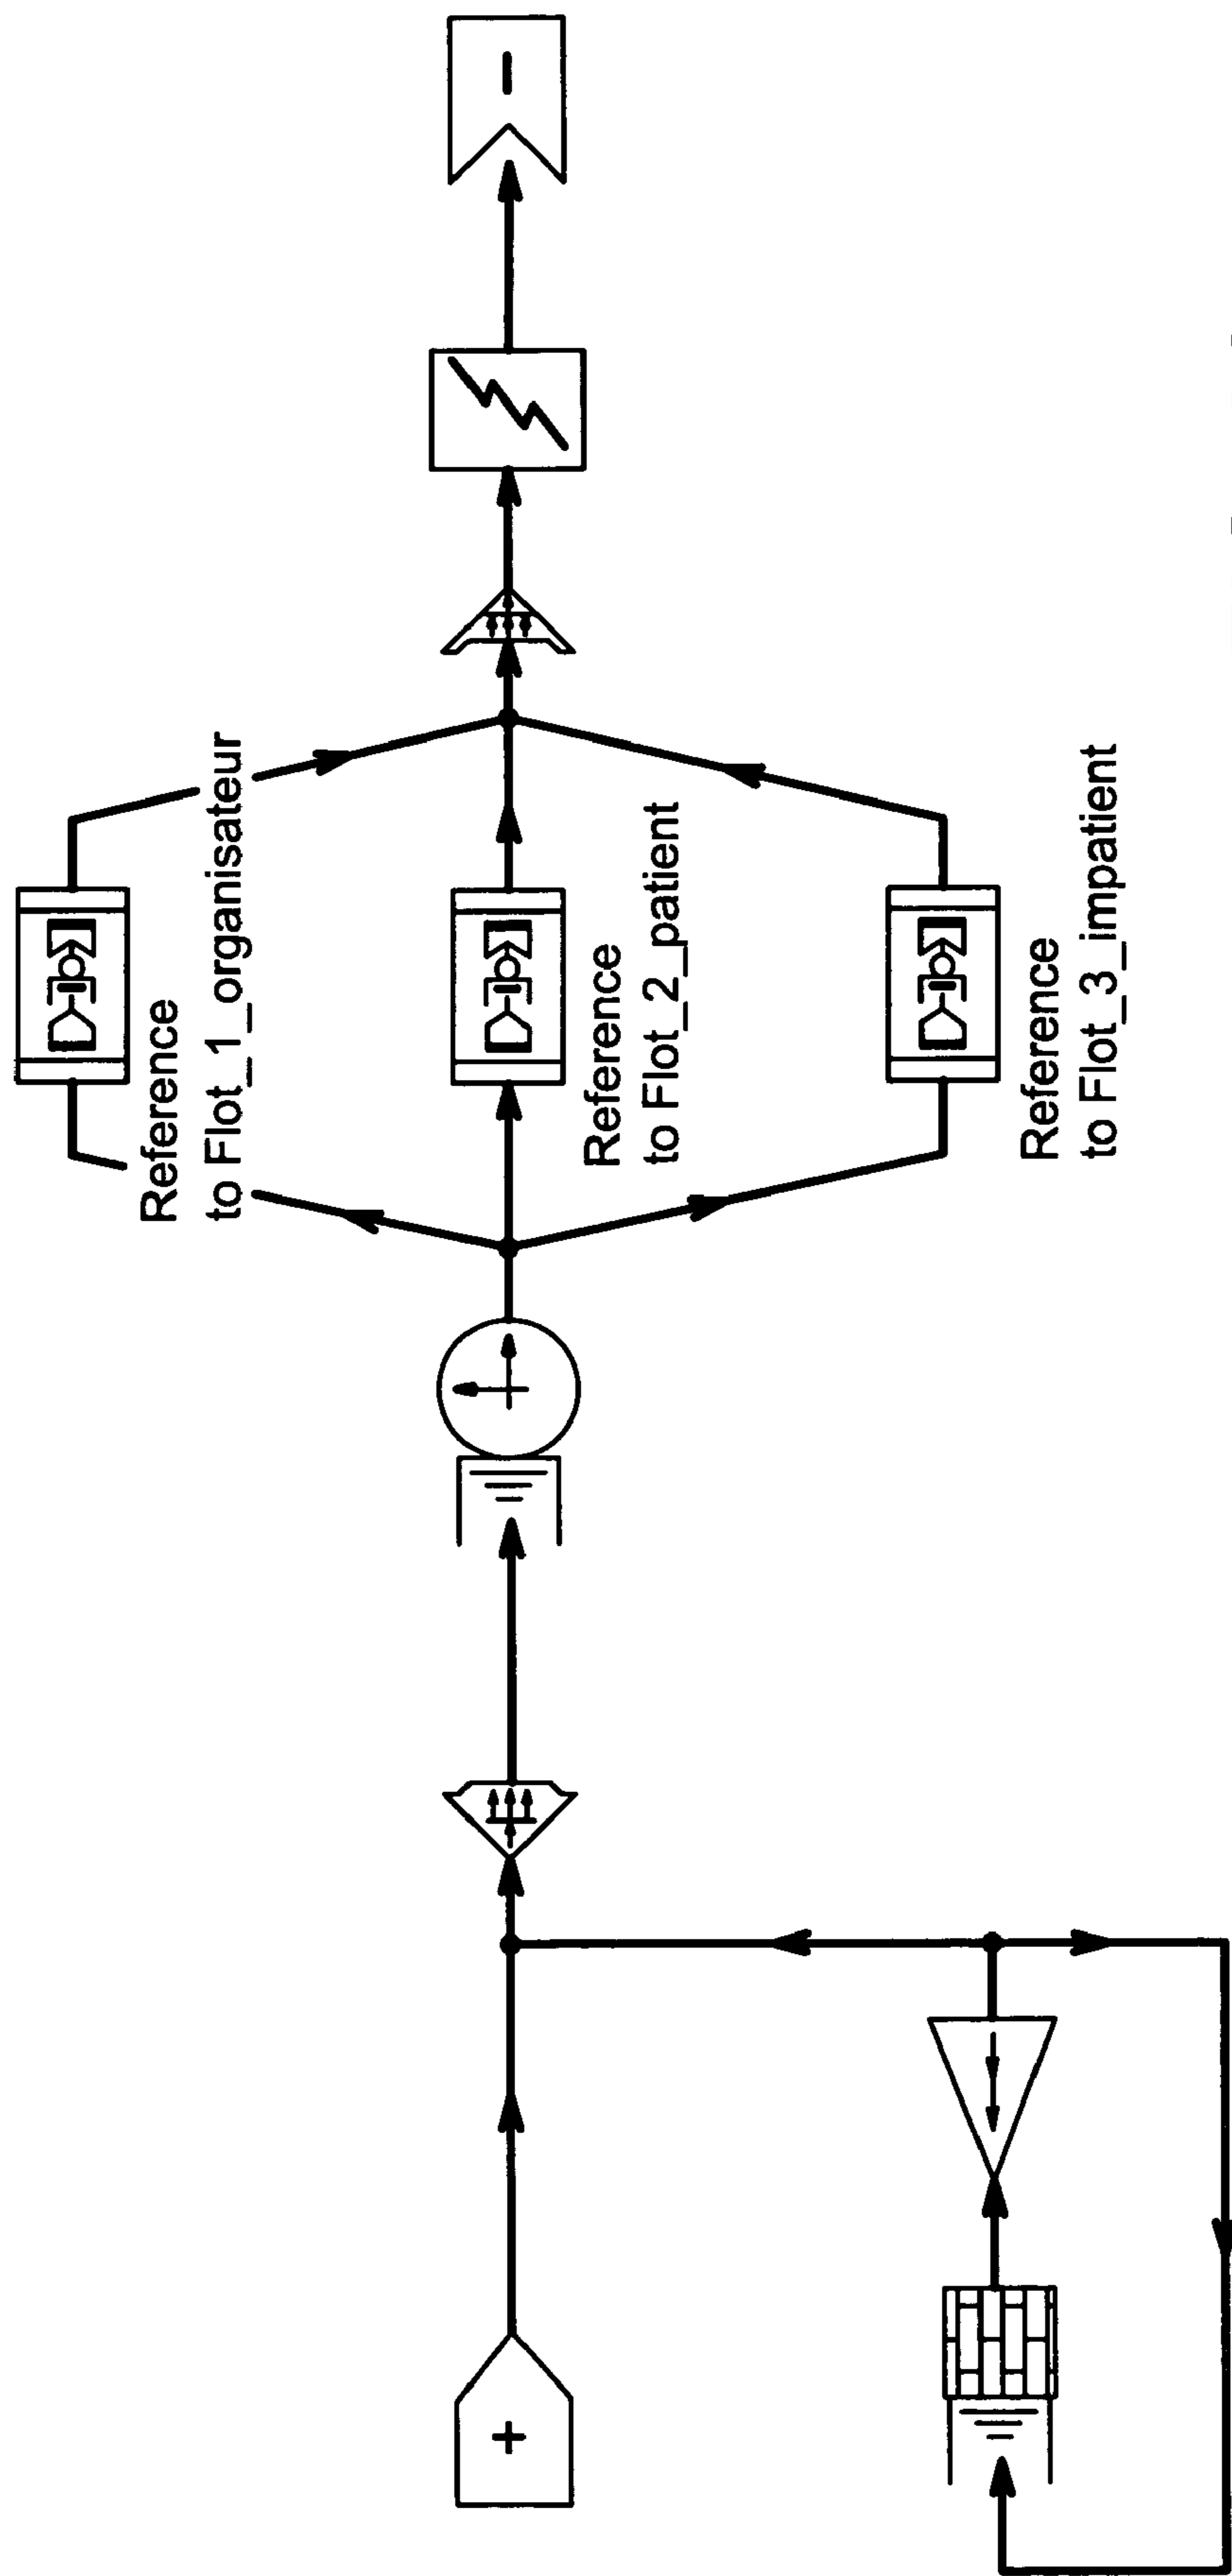 Reference
to Flot_1_organisateur
Reference
to Flot_2_patient
Reference
to Flot_3_impatient